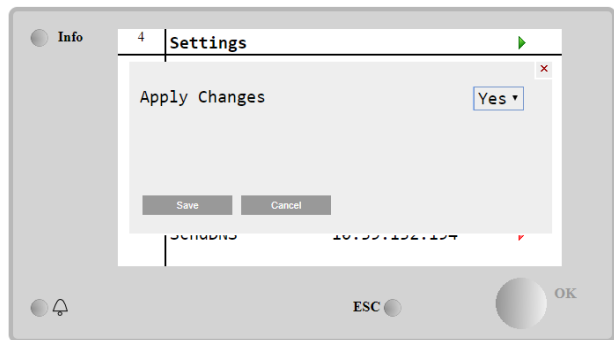 Info
4 Settings
Apply Changes Yes
Save Cancel
ESC
OK